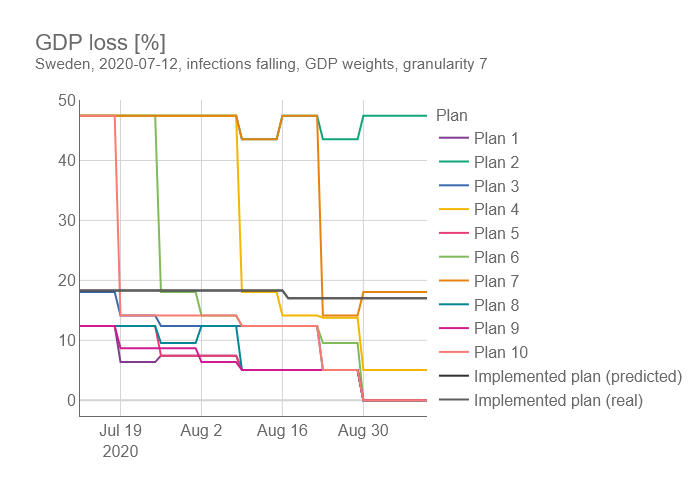 GDP loss [%]
Sweden, 2020-07-12, infections falling, GDP weights, granularity 7
50
40
30
20
10
0
Jul 19
2020
Aug 2
Aug 16
Aug 30
Plan
Plan 1
Plan 2
Plan 3
Plan 4
Plan 5
Plan 6
Plan 7
Plan 8
Plan 9
Plan 10
Implemented plan (predicted)
Implemented plan (real)